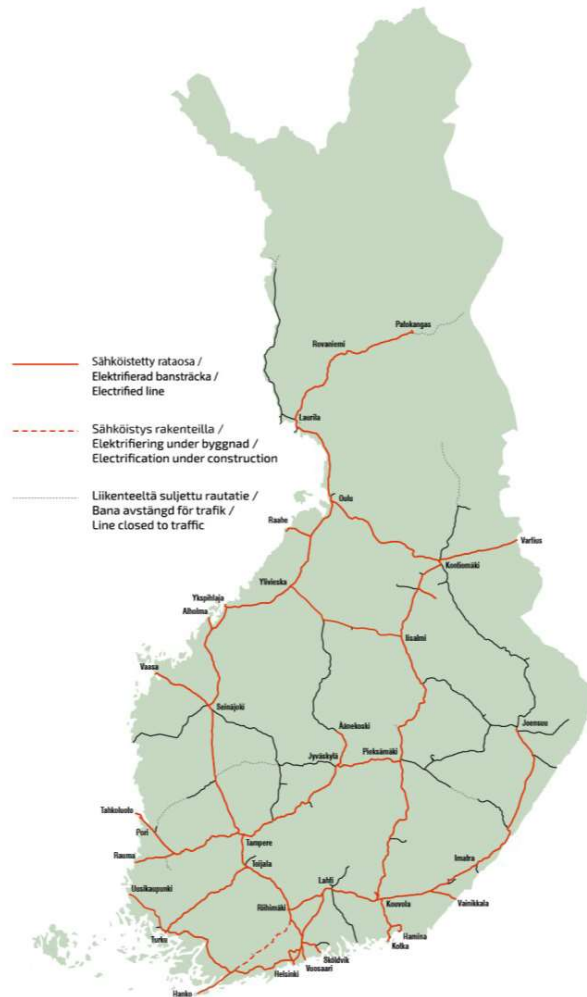 Patokangas
Rovaniemi
Sähköistetty rataosa /
Elektrifierad bansträcka /
Electrified line
Laurila
Sähköistys rakenteilla /
Elektrifiering under byggnad /
Electrification under construction
Liikenteeltä suljettu rautatie /
Bana avstängd för trafik /
Line closed to traffic
Oulu
Raahe
Vartius
Kontiomäki
Ylivieska
Ykspihlaja
Alholma
Iisalmi
Vaasa
Seinäjoki
Joensuu
Äänekoski
Jyväskylä
Pieksämäki
Tahkoluoto
Pori
Tampere
Rauma
Toijala
Imatra
Lahti
Uusikaupunki
Riihimäki
Kouvola
Vainikkala
Turku
Hamina
Kotka
Sköldvik
Vuosaari
Helsinki
Hanko